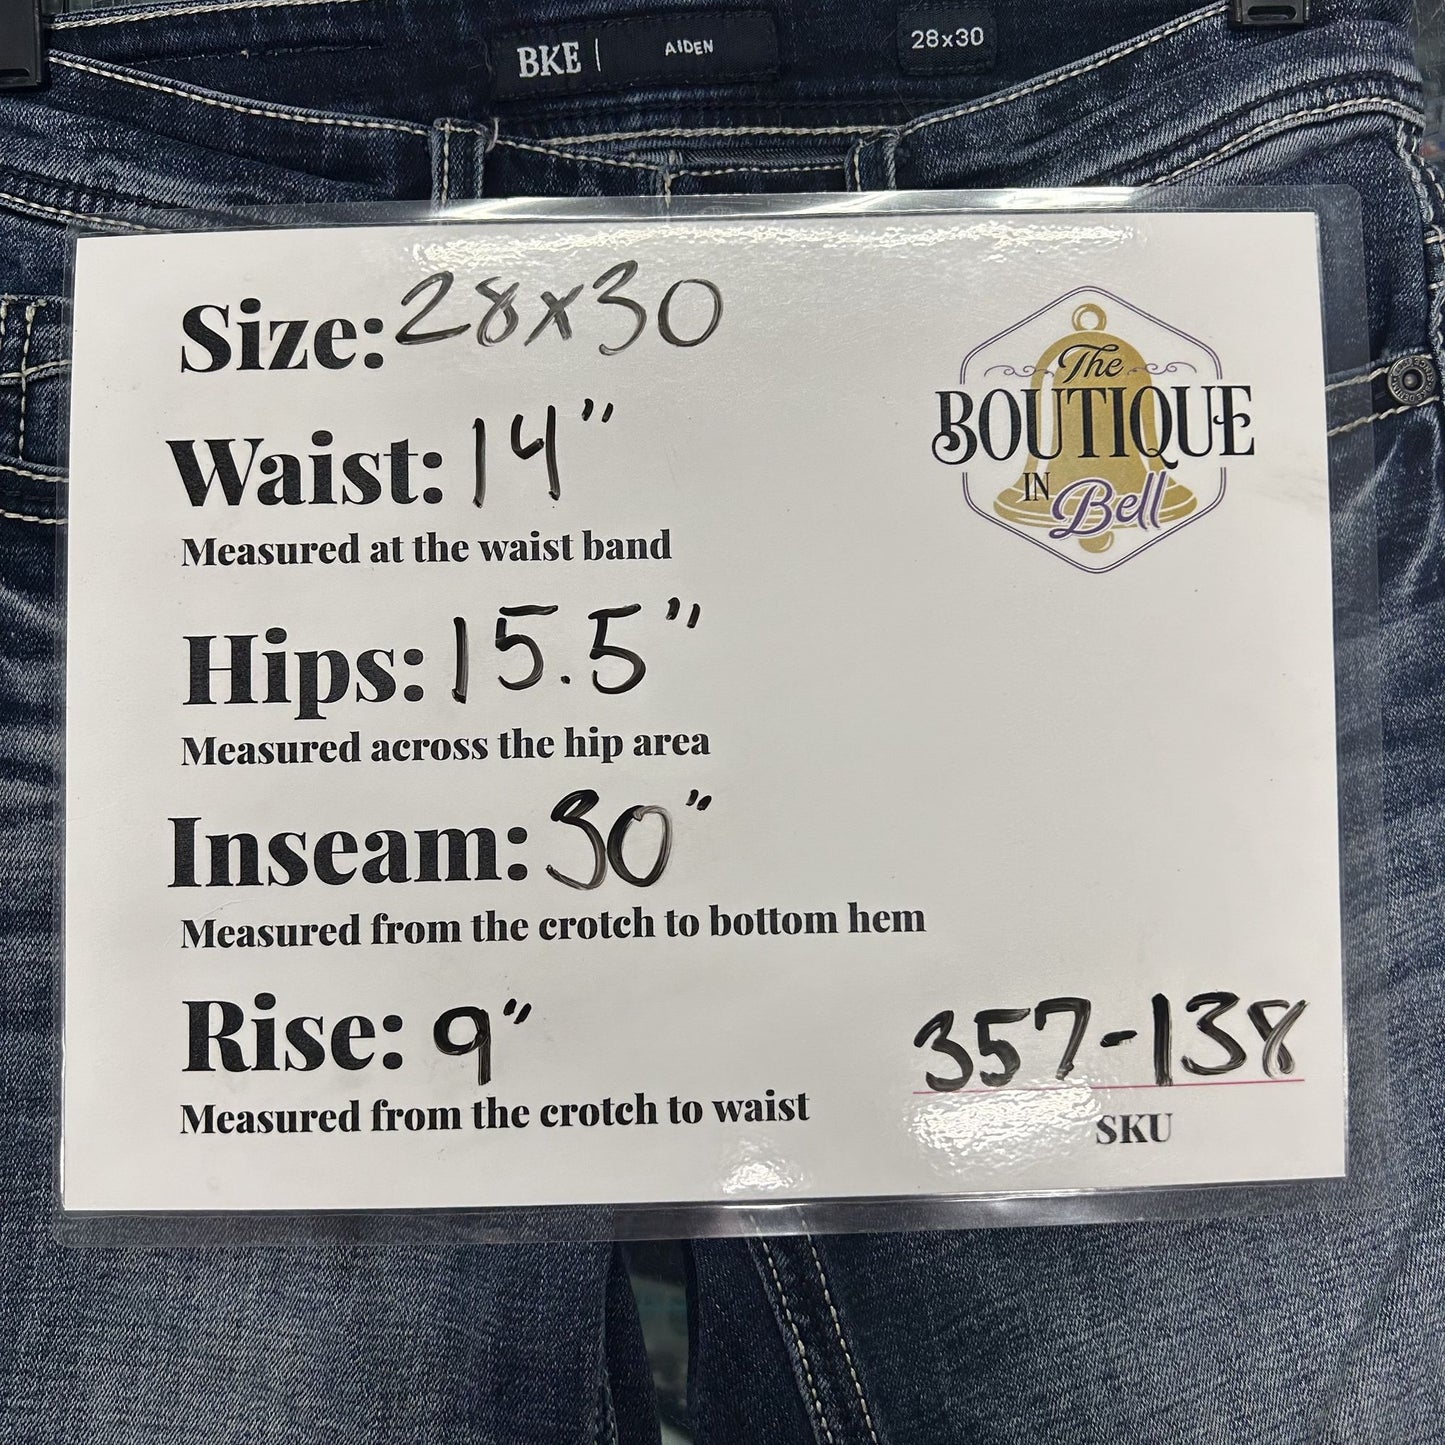 BKE | AIDEN
28x30
Size: 28x30
The
BOUTIQUE
IN Bell
Waist: 14"
Measured at the waist band
Hips: 15.5"
Measured across the hip area
Inseam: 30"
Measured from the crotch to bottom hem
Rise: 9"
Measured from the crotch to waist
357-138
SKU